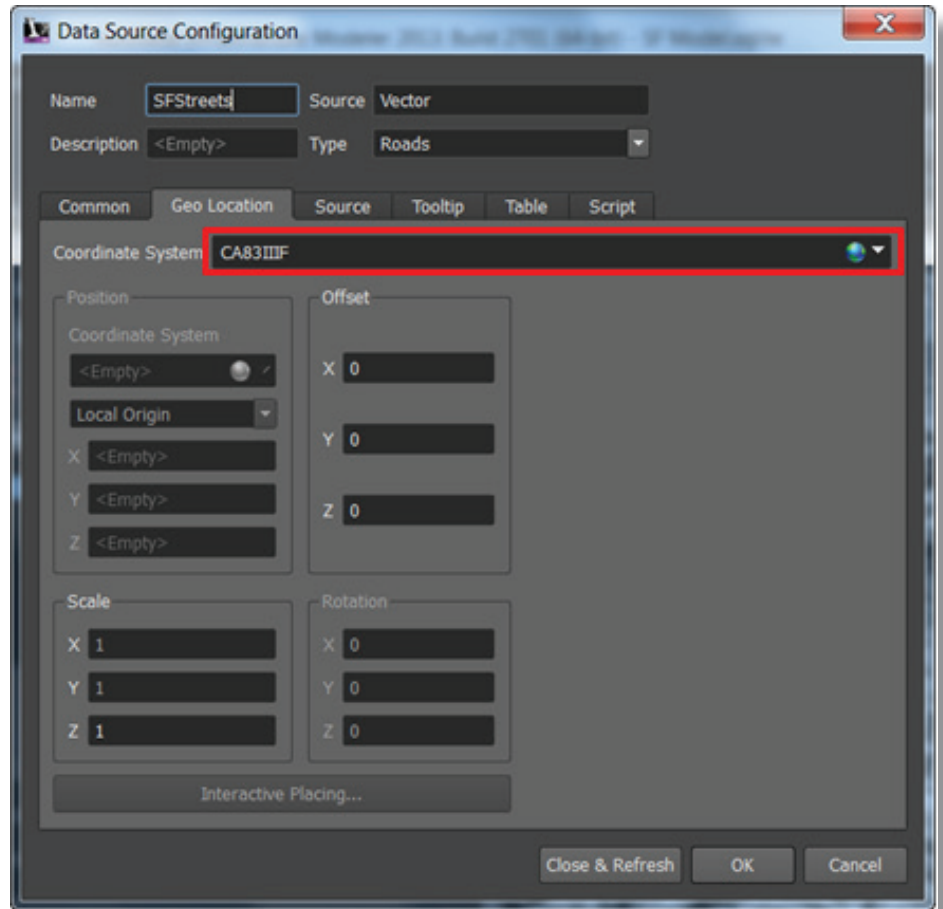 Data Source Configuration
Name SFStreets Source Vector
Description <Empty> Type Roads
Common Geo Location Source Tooltip Table Script
Coordinate System CA83IIIF
Position
Coordinate System
<Empty>
Local Origin
X <Empty>
Y <Empty>
Z <Empty>
Offset
X 0
Y 0
Z 0
Scale
X 1
Y 1
Z 1
Rotation
X 0
Y 0
Z 0
Interactive Placing...
Close & Refresh OK Cancel